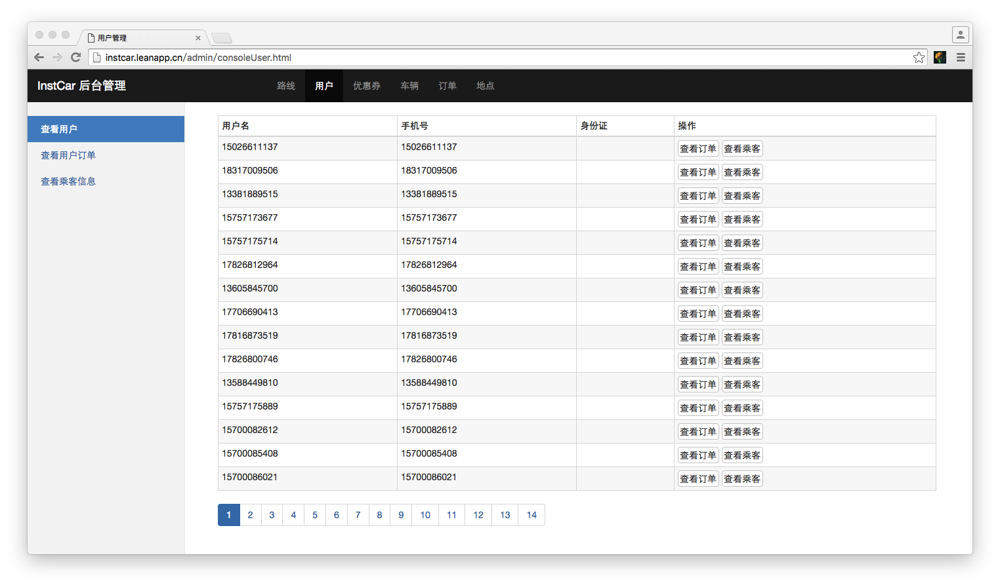 用户管理
instcar.leanapp.cn/admin/consoleUser.html
InstCar 后台管理 路线 用户 优惠券 车辆 订单 地点
查看用户
查看用户订单
查看乘客信息
用户名 手机号 身份证 操作
15026611137 15026611137 查看订单 查看乘客
18317009506 18317009506 查看订单 查看乘客
13381889515 13381889515 查看订单 查看乘客
15757173677 15757173677 查看订单 查看乘客
15757175714 15757175714 查看订单 查看乘客
17826812964 17826812964 查看订单 查看乘客
13605845700 13605845700 查看订单 查看乘客
17706690413 17706690413 查看订单 查看乘客
17816873519 17816873519 查看订单 查看乘客
17826800746 17826800746 查看订单 查看乘客
13588449810 13588449810 查看订单 查看乘客
15757175889 15757175889 查看订单 查看乘客
15700082612 15700082612 查看订单 查看乘客
15700085408 15700085408 查看订单 查看乘客
15700086021 15700086021 查看订单 查看乘客
1 2 3 4 5 6 7 8 9 10 11 12 13 14